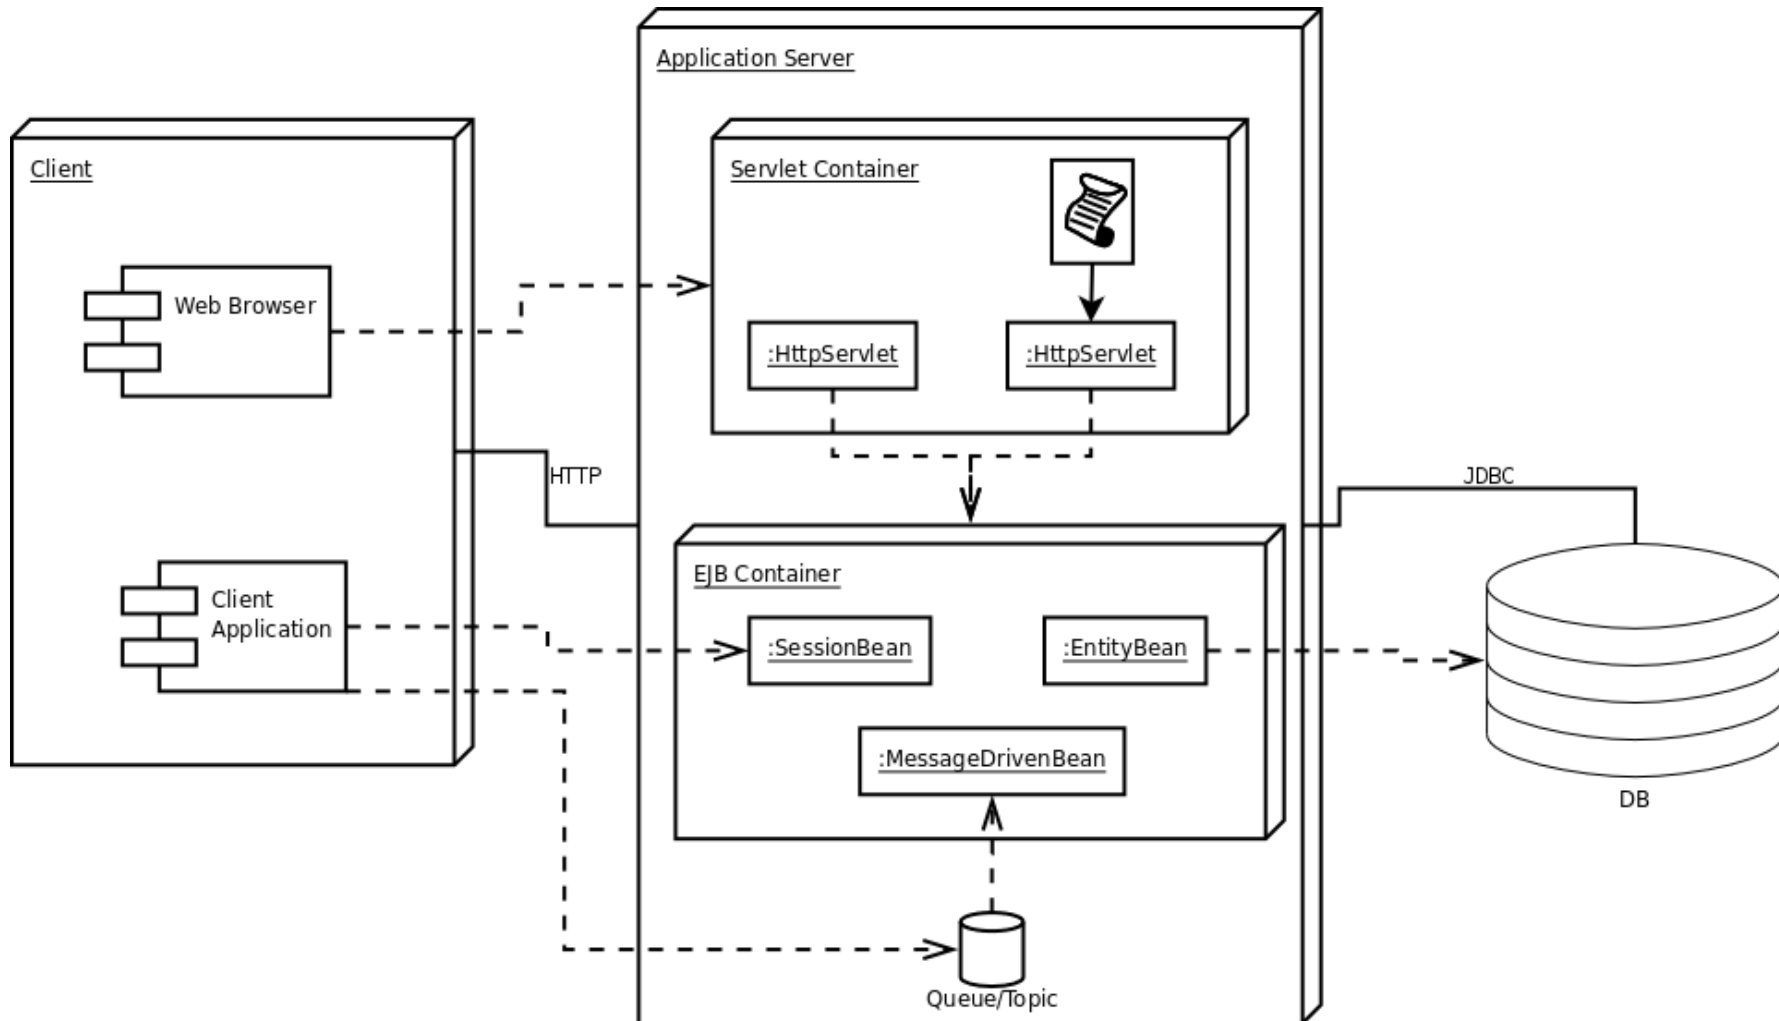 Application Server
Client
Servlet Container
Web Browser
:HttpServlet
:HttpServlet
HTTP
JDBC
EJB Container
Client
Application
:SessionBean
:EntityBean
:MessageDrivenBean
DB
Queue/Topic